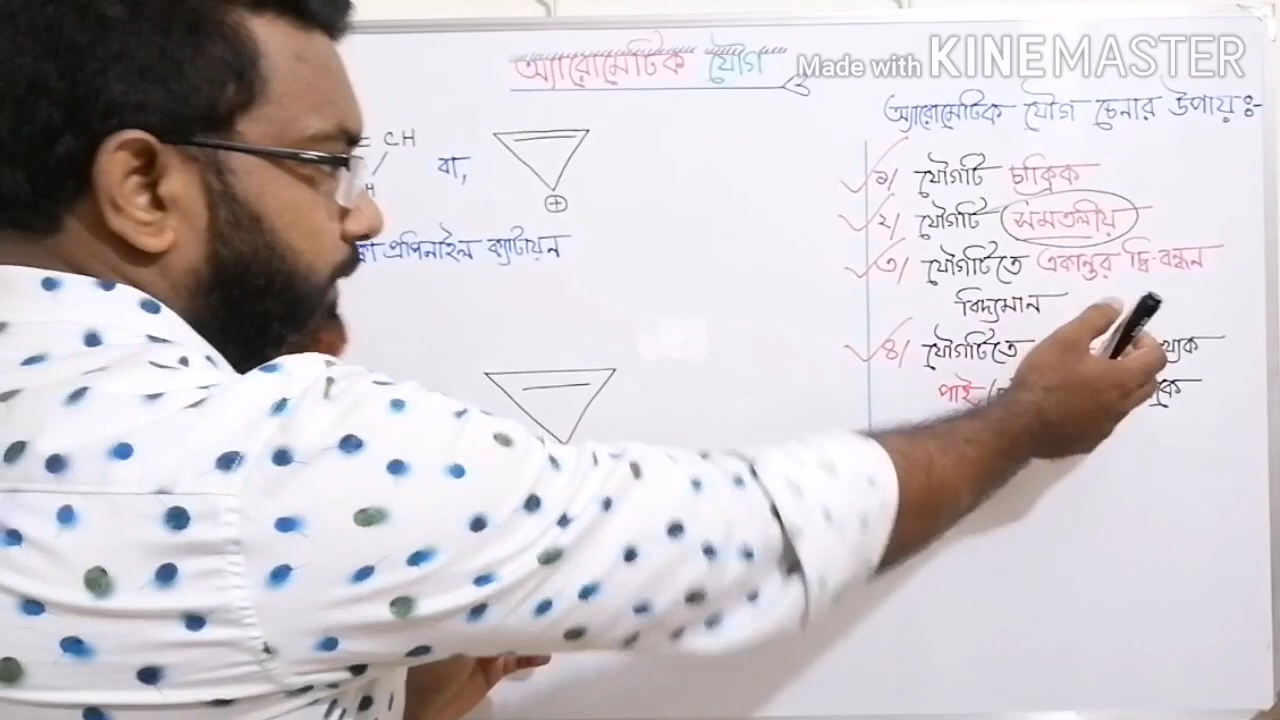 অ্যারোমেটিক যৌগ
Made with KINEMASTER
CH
H
বা,
+
প্রপিনাইল ক্যাটায়ন
অ্যারোমেটিক যৌগ চেনার উপায়ঃ-
১/ যৌগটি চাক্রিক
২/ যৌগটি সমতলীয়
৩/ যৌগটিতে একান্তর দ্বি-বন্ধন
বিদ্যমান
৪/ যৌগটিতে
পাই